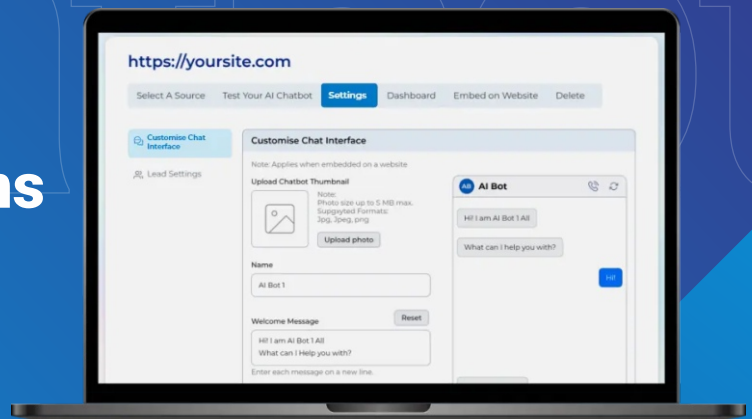 ns
https://yoursite.com
Select A Source Test Your AI Chatbot Settings Dashboard Embed on Website Delete
Customise Chat
Interface
Lead Settings
Customise Chat Interface
Note: Applies when embedded on a website
Upload Chatbot Thumbnail
Note:
Photo size up to 5 MB max.
Supgayted Formats:
Jpg, Jpeg, png
Upload photo
Name
AI Bot 1
Welcome Message
Reset
Hi! I am AI Bot 1 All
What can I Help you with?
Enter each message on a new line.
AB AI Bot
Hi! I am AI Bot 1 All
What can I help you with?
Hi!